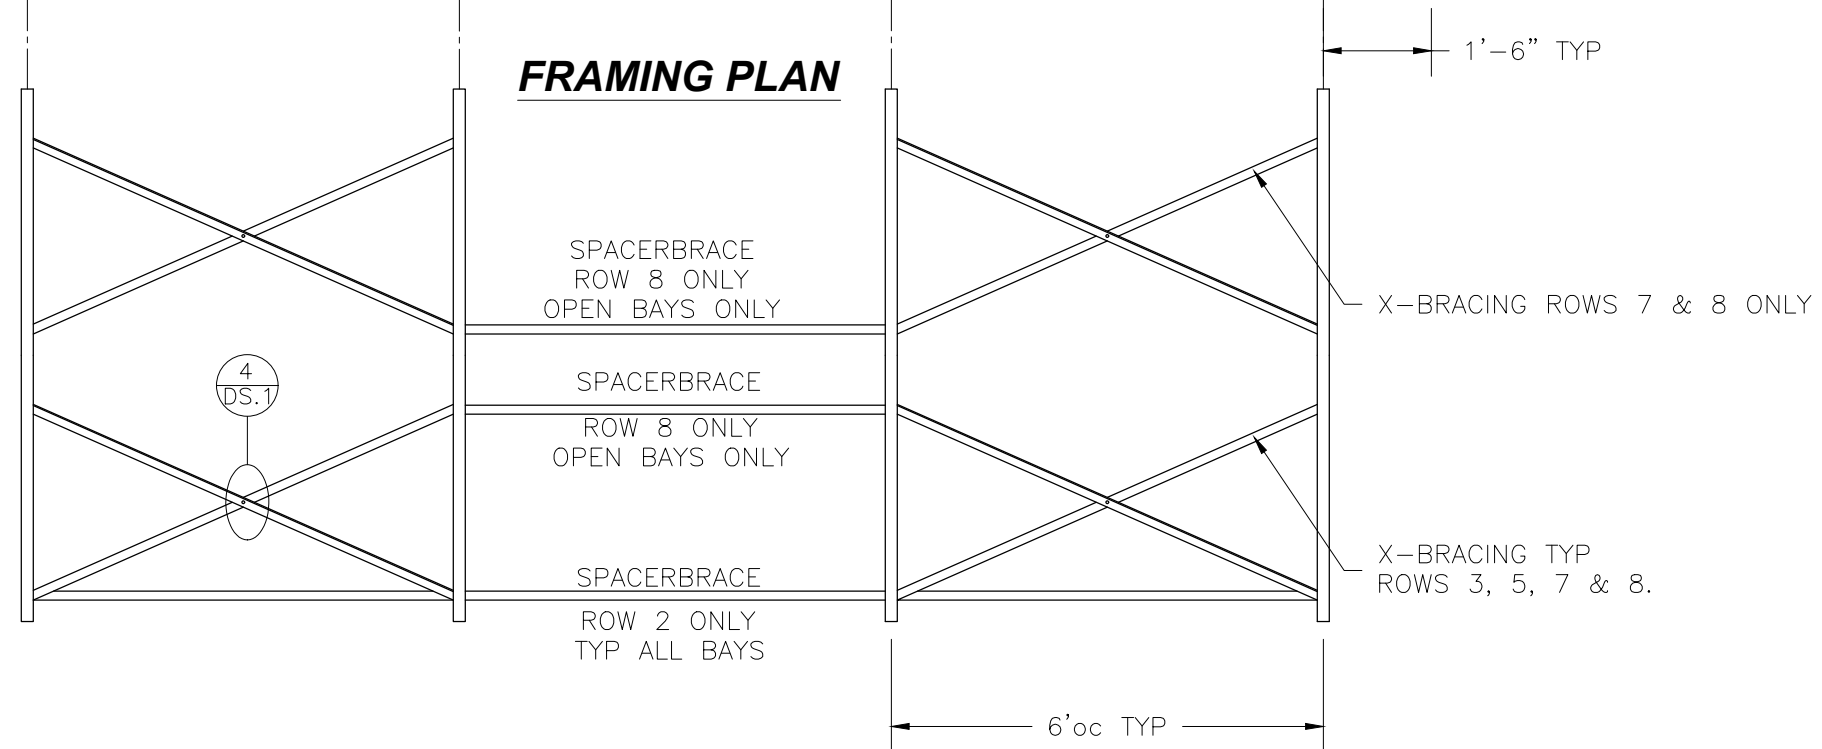 1'-6" TYP
FRAMING PLAN
SPACERBRACE
ROW 8 ONLY
OPEN BAYS ONLY
X-BRACING ROWS 7 & 8 ONLY
4
DS.1
SPACERBRACE
ROW 8 ONLY
OPEN BAYS ONLY
X-BRACING TYP
ROWS 3, 5, 7 & 8.
SPACERBRACE
ROW 2 ONLY
TYP ALL BAYS
6'oc TYP